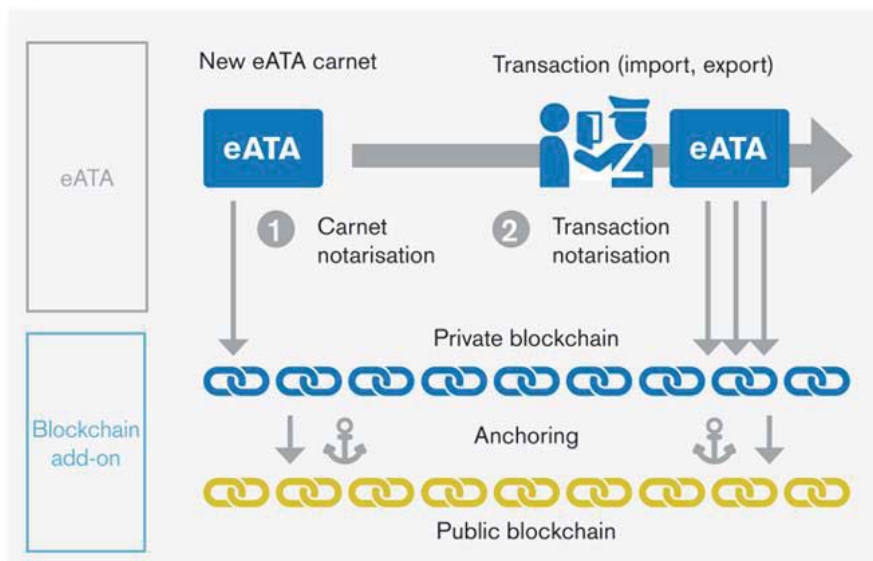 New eATA carnet
Transaction (import, export)
eATA
eATA
eATA
1
Carnet
notarisation
2
Transaction
notarisation
Private blockchain
Blockchain
add-on
Anchoring
Public blockchain